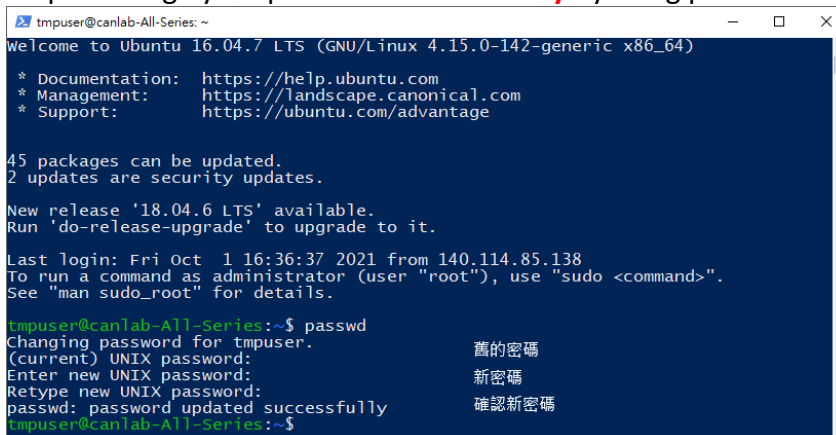 tmpuser@canlab-All-Series: ~
Welcome to Ubuntu 16.04.7 LTS (GNU/Linux 4.15.0-142-generic x86_64)
* Documentation: https://help.ubuntu.com
* Management: https://landscape.canonical.com
* Support: https://ubuntu.com/advantage
45 packages can be updated.
2 updates are security updates.
New release '18.04.6 LTS' available.
Run 'do-release-upgrade' to upgrade to it.
Last login: Fri Oct 1 16:36:37 2021 from 140.114.85.138
To run a command as administrator (user "root"), use "sudo <command>".
See "man sudo_root" for details.
tmpuser@canlab-All-Series:~$ passwd
Changing password for tmpuser.
(current) UNIX password: 舊的密碼
Enter new UNIX password: 新密碼
Retype new UNIX password: 確認新密碼
passwd: password updated successfully
tmpuser@canlab-All-Series:~$